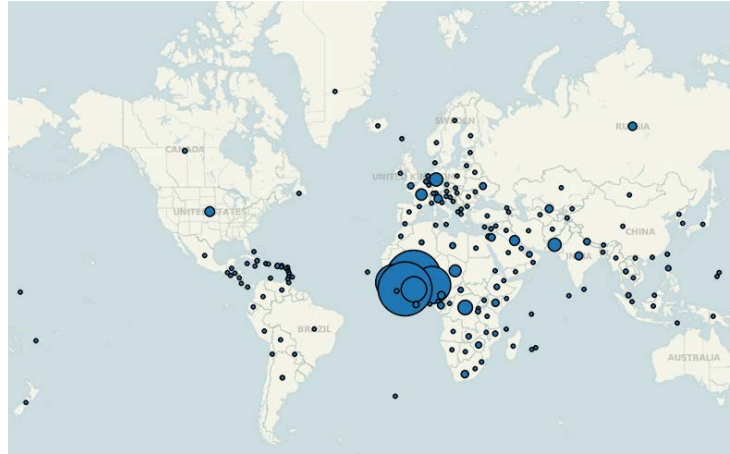 SWEDEN
RUSSIA
CANADA
UNITED KINGDOM
UNITED STATES
CHINA
INDIA
BRAZIL
AUSTRALIA